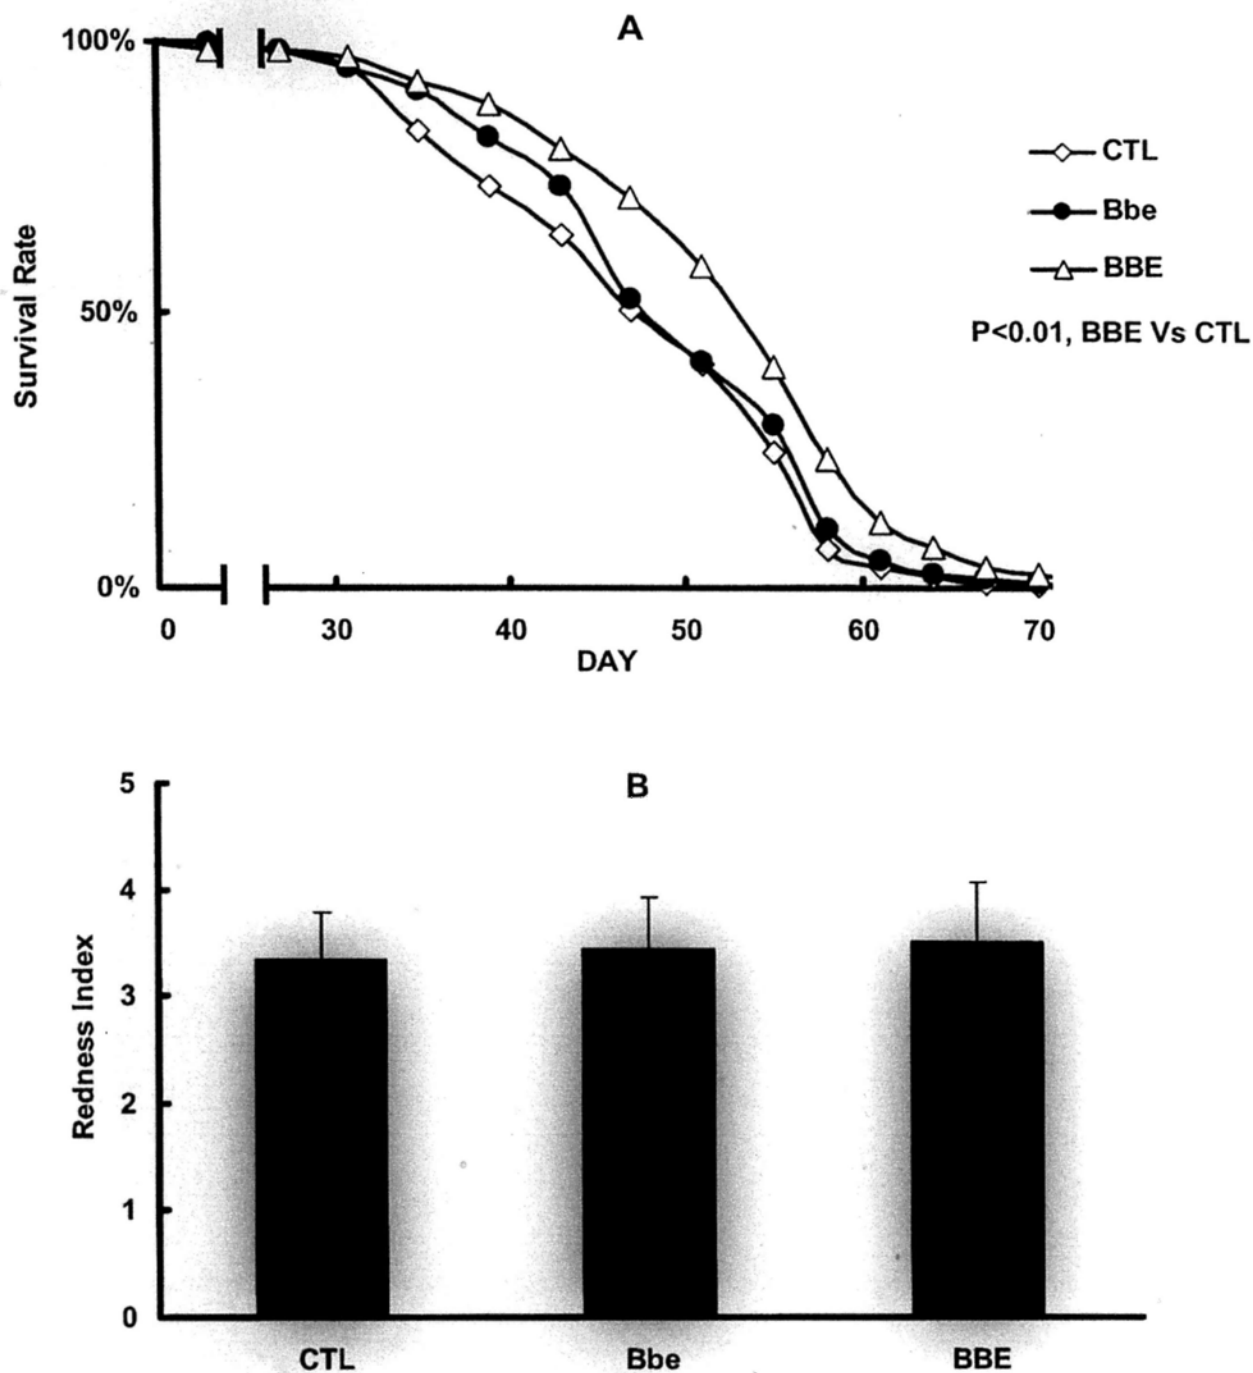 A
100%
50%
0%
Survival Rate
CTL
Bbe
BBE
P<0.01, BBE Vs CTL
0 30 40 50 60 70
DAY
B
5
4
3
2
1
0
Redness Index
CTL Bbe BBE